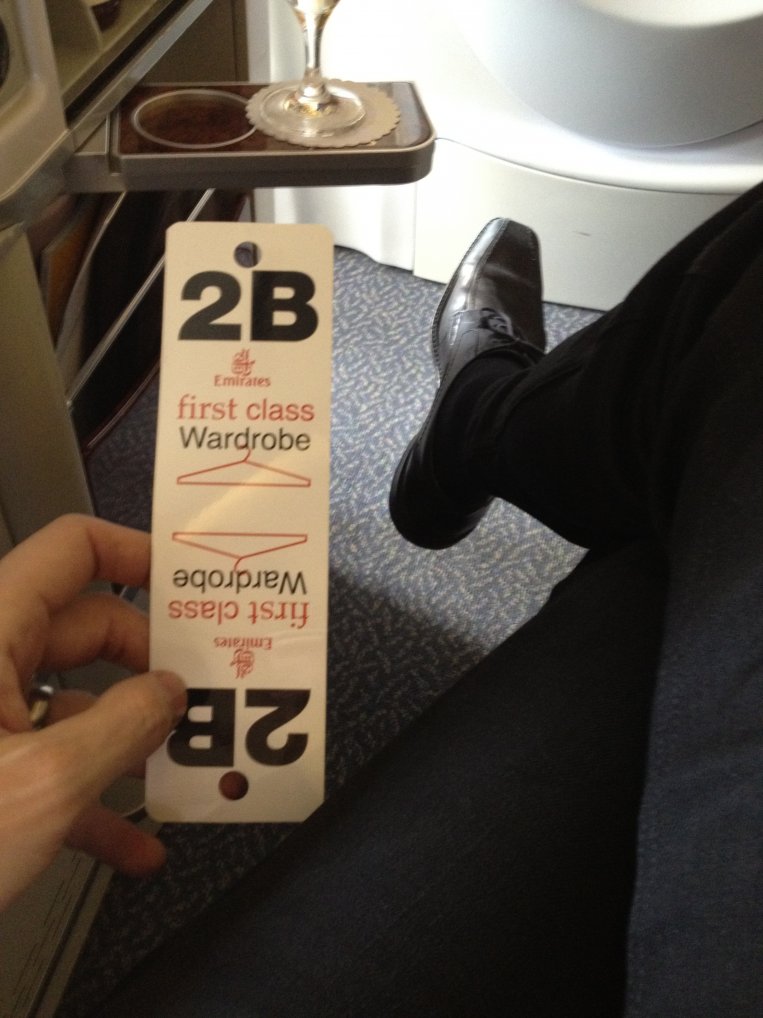 2B
Emirates
first class
Wardrobe
Wardrobe
first class
Emirates
2B